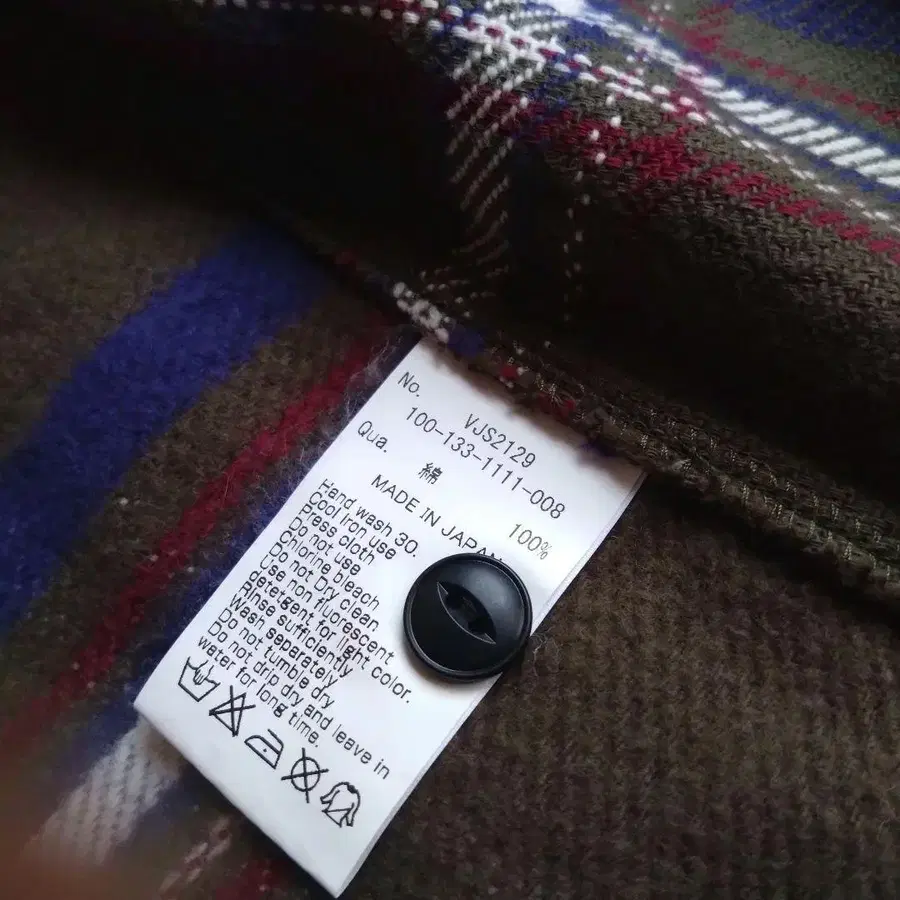 No. VJS2129
100-133-1111-008
Qua.
綿 100%
MADE IN JAPAN
Hand wash 30.
Cool Iron use
Press cloth
Do not use
Chlorine bleach
Do not Dry clean
Use non fluorescent
detergent for light color.
Rinse sufficiently
Wash separately
Do not tumble dry
Do not drip dry and leave in
water for long time.